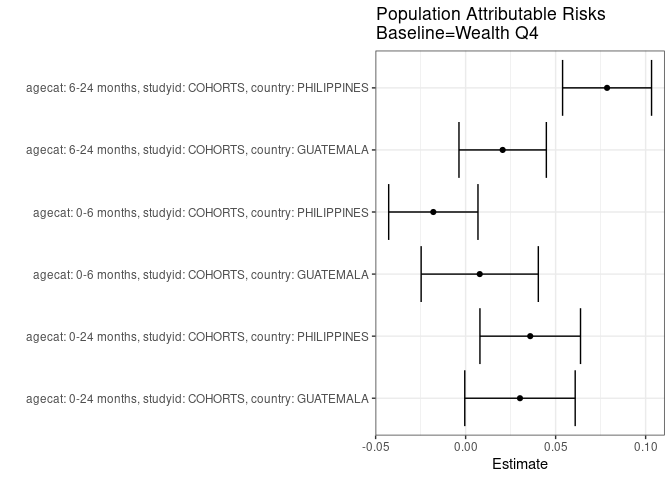 Population Attributable Risks
Baseline=Wealth Q4
agecat: 6-24 months, studyid: COHORTS, country: PHILIPPINES
agecat: 6-24 months, studyid: COHORTS, country: GUATEMALA
agecat: 0-6 months, studyid: COHORTS, country: PHILIPPINES
agecat: 0-6 months, studyid: COHORTS, country: GUATEMALA
agecat: 0-24 months, studyid: COHORTS, country: PHILIPPINES
agecat: 0-24 months, studyid: COHORTS, country: GUATEMALA
-0.05 0.00 0.05 0.10
Estimate